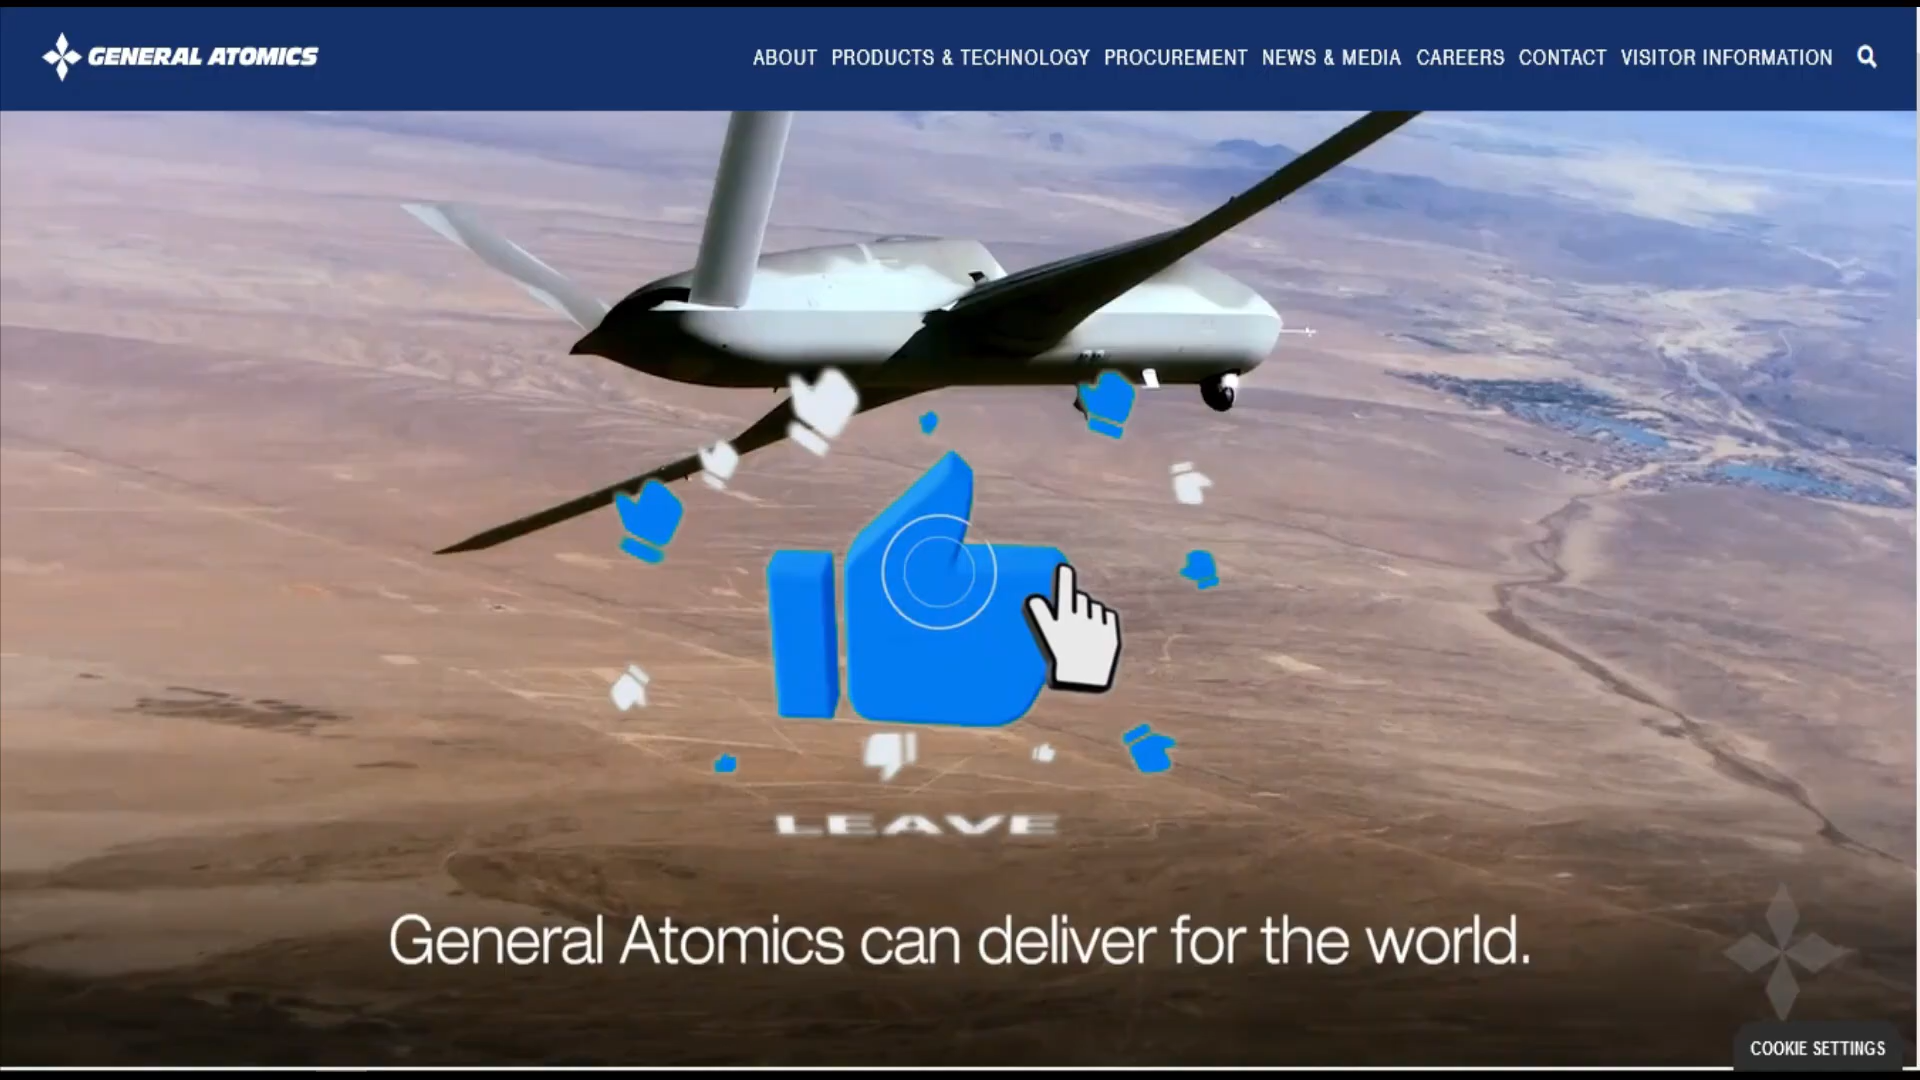 GENERAL ATOMICS
ABOUT PRODUCTS & TECHNOLOGY PROCUREMENT NEWS & MEDIA CAREERS CONTACT VISITOR INFORMATION
LEAVE
General Atomics can deliver for the world.
COOKIE SETTINGS